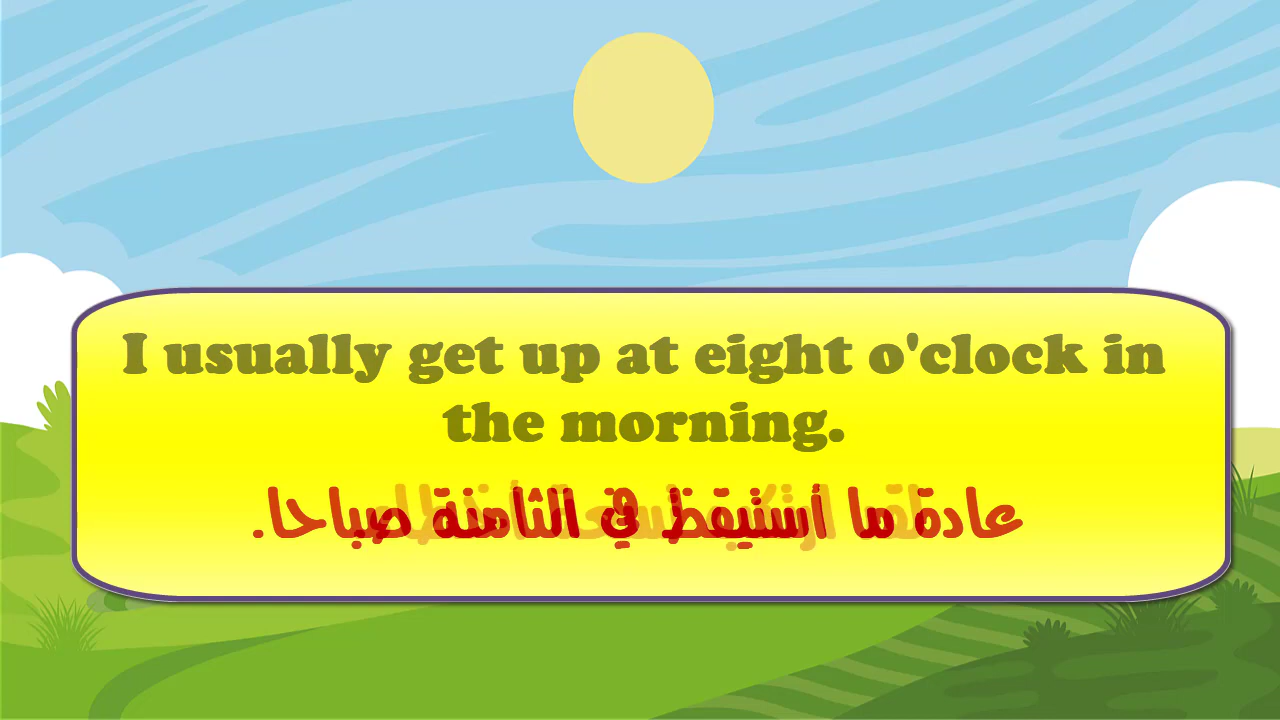 I usually get up at eight o'clock in
the morning.
عادة ما أستيقظ في الثامنة صباحا.